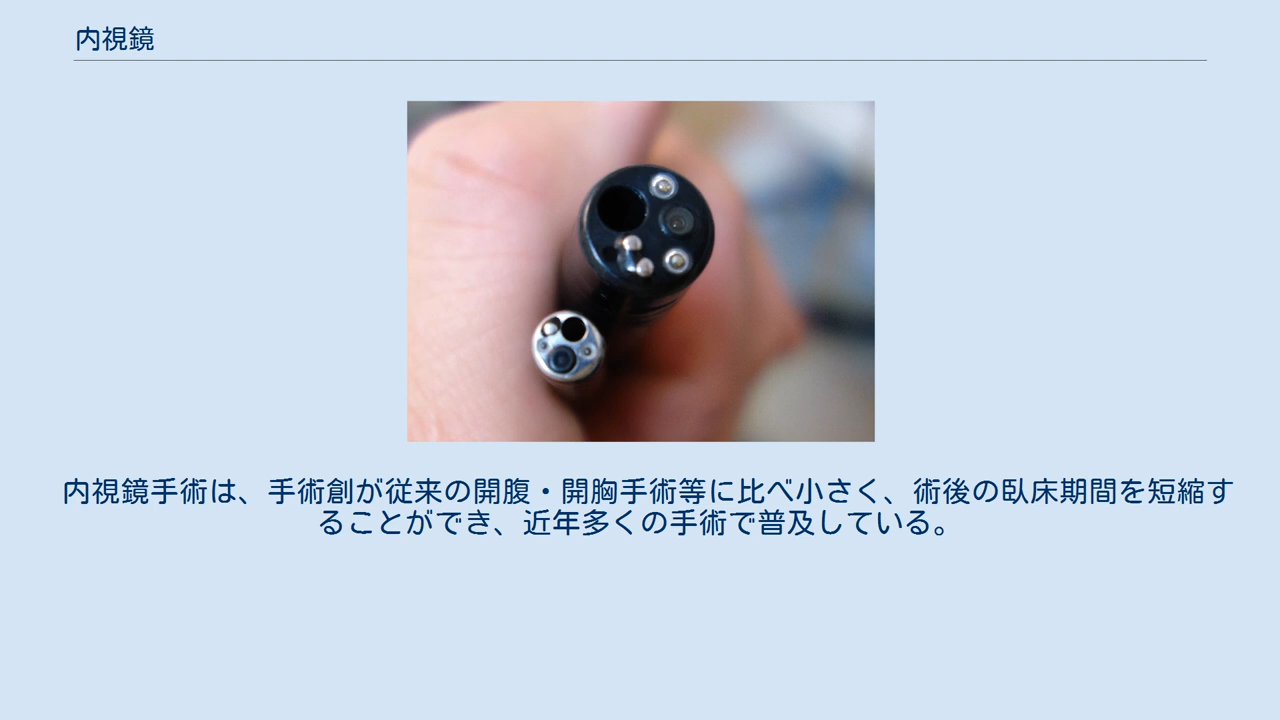 内視鏡
内視鏡手術は、手術創が従来の開腹・開胸手術等に比べ小さく、術後の臥床期間を短縮す
ることができ、近年多くの手術で普及している。